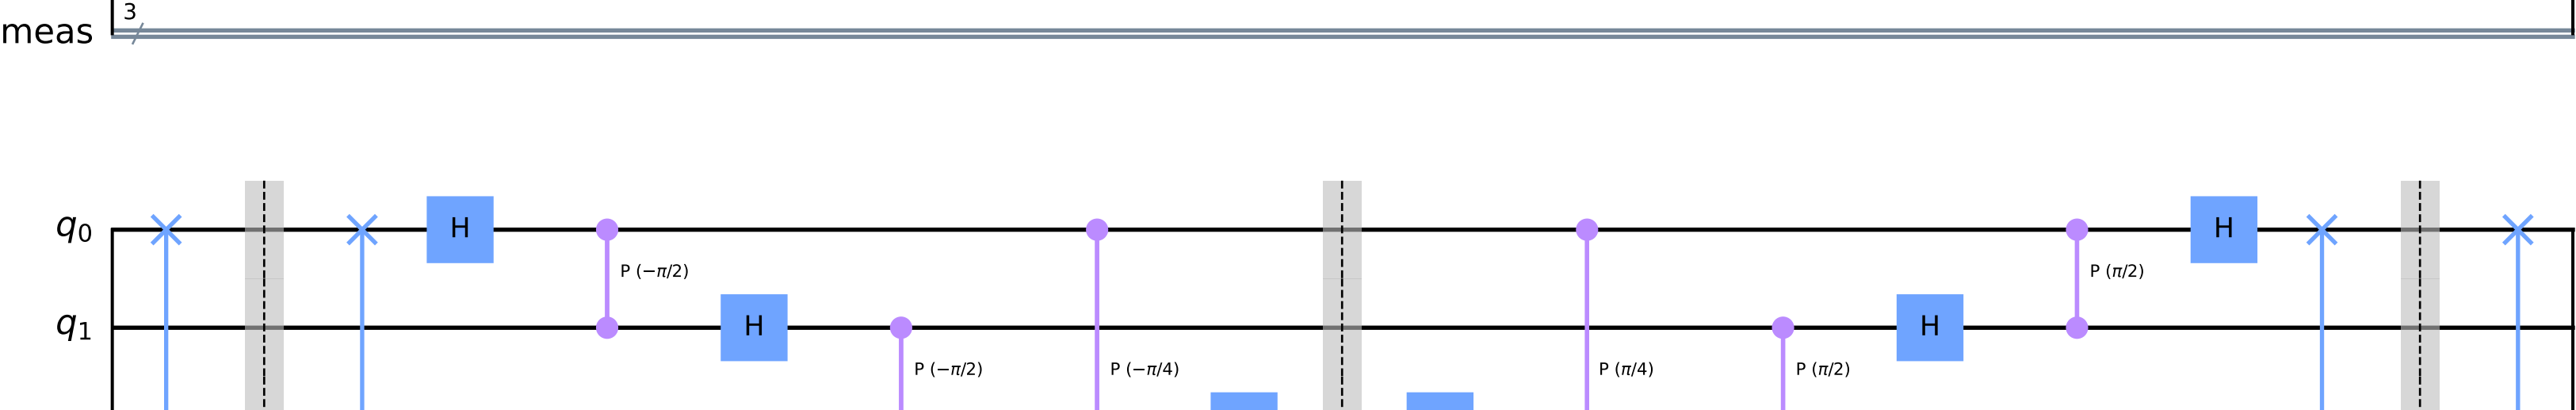 3
meas
q0 H H
P (−π/2) P (π/2)
q1 H H
P (−π/2) P (−π/4) P (π/4) P (π/2)